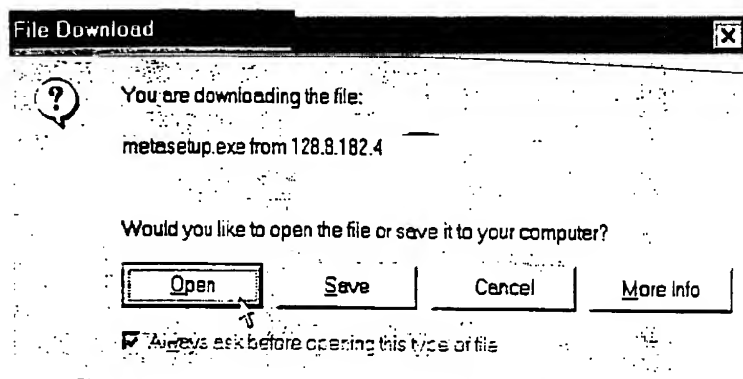 File Download
You are downloading the file:
metasetup.exe from 128.8.182.4
Would you like to open the file or save it to your computer?
Open Save Cancel More Info
Always ask before opening this type of file